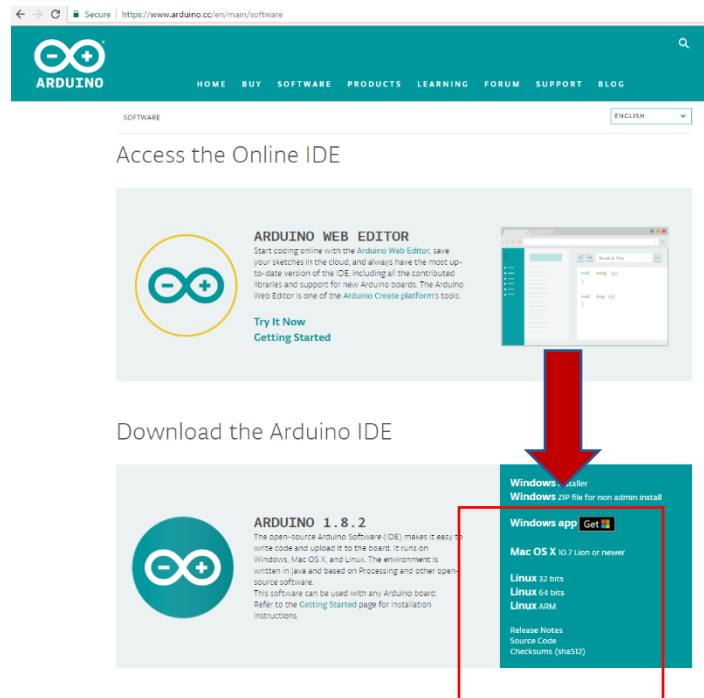 Secure | https://www.arduino.cc/en/main/software
ARDUINO
HOME BUY SOFTWARE PRODUCTS LEARNING FORUM SUPPORT BLOG
SOFTWARE
ENGLISH
Access the Online IDE
ARDUINO WEB EDITOR
Start coding online with the Arduino Web Editor, save
your sketches in the cloud, and always have the most up-
to-date version of the IDE, including all the contributed
libraries and support for new Arduino boards. The Arduino
Web Editor is one of the Arduino Create platform's tools.
Try It Now
Getting Started
void setup (){
}
void loop (){
}
Download the Arduino IDE
ARDUINO 1.8.2
The open-source Arduino Software (IDE) makes it easy to
write code and upload it to the board. It runs on
Windows, Mac OS X, and Linux. The environment is
written in Java and based on Processing and other open-
source software.
This software can be used with any Arduino board.
Refer to the Getting Started page for Installation
Instructions.
Windows
Windows ZIP file for non admin install
Windows app Get
Mac OS X 10.7 Lion or newer
Linux 32 bits
Linux 64 bits
Linux ARM
Release Notes
Source Code
Checksums (sha512)